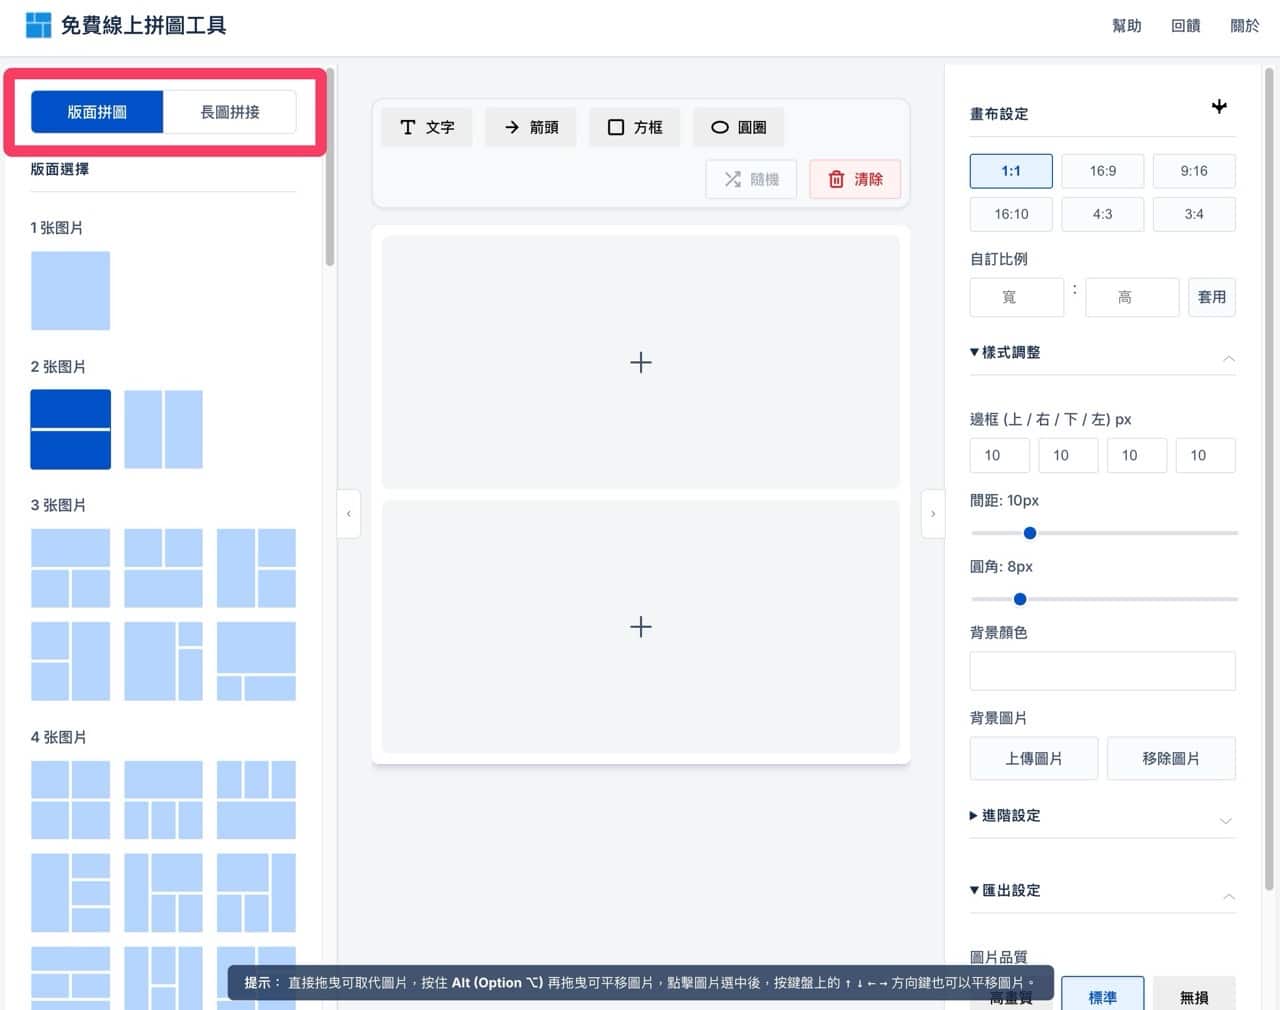 免費線上拼圖工具
幫助 回饋 關於
版面拼圖 長圖拼接
版面選擇
1 张图片
2 张图片
3 张图片
4 张图片
文字 箭頭 方框 圓圈
隨機 清除
畫布設定
1:1 16:9 9:16
16:10 4:3 3:4
自訂比例
寬 : 高 套用
▼樣式調整
邊框 (上 / 右 / 下 / 左) px
10 10 10 10
間距: 10px
圓角: 8px
背景顏色
背景圖片
上傳圖片 移除圖片
▶進階設定
▼匯出設定
圖片品質
提示： 直接拖曳可取代圖片，按住 Alt (Option ⌥) 再拖曳可平移圖片，點擊圖片選中後，按鍵盤上的 ↑ ↓ ← → 方向鍵也可以平移圖片。
高畫質 標準 無損